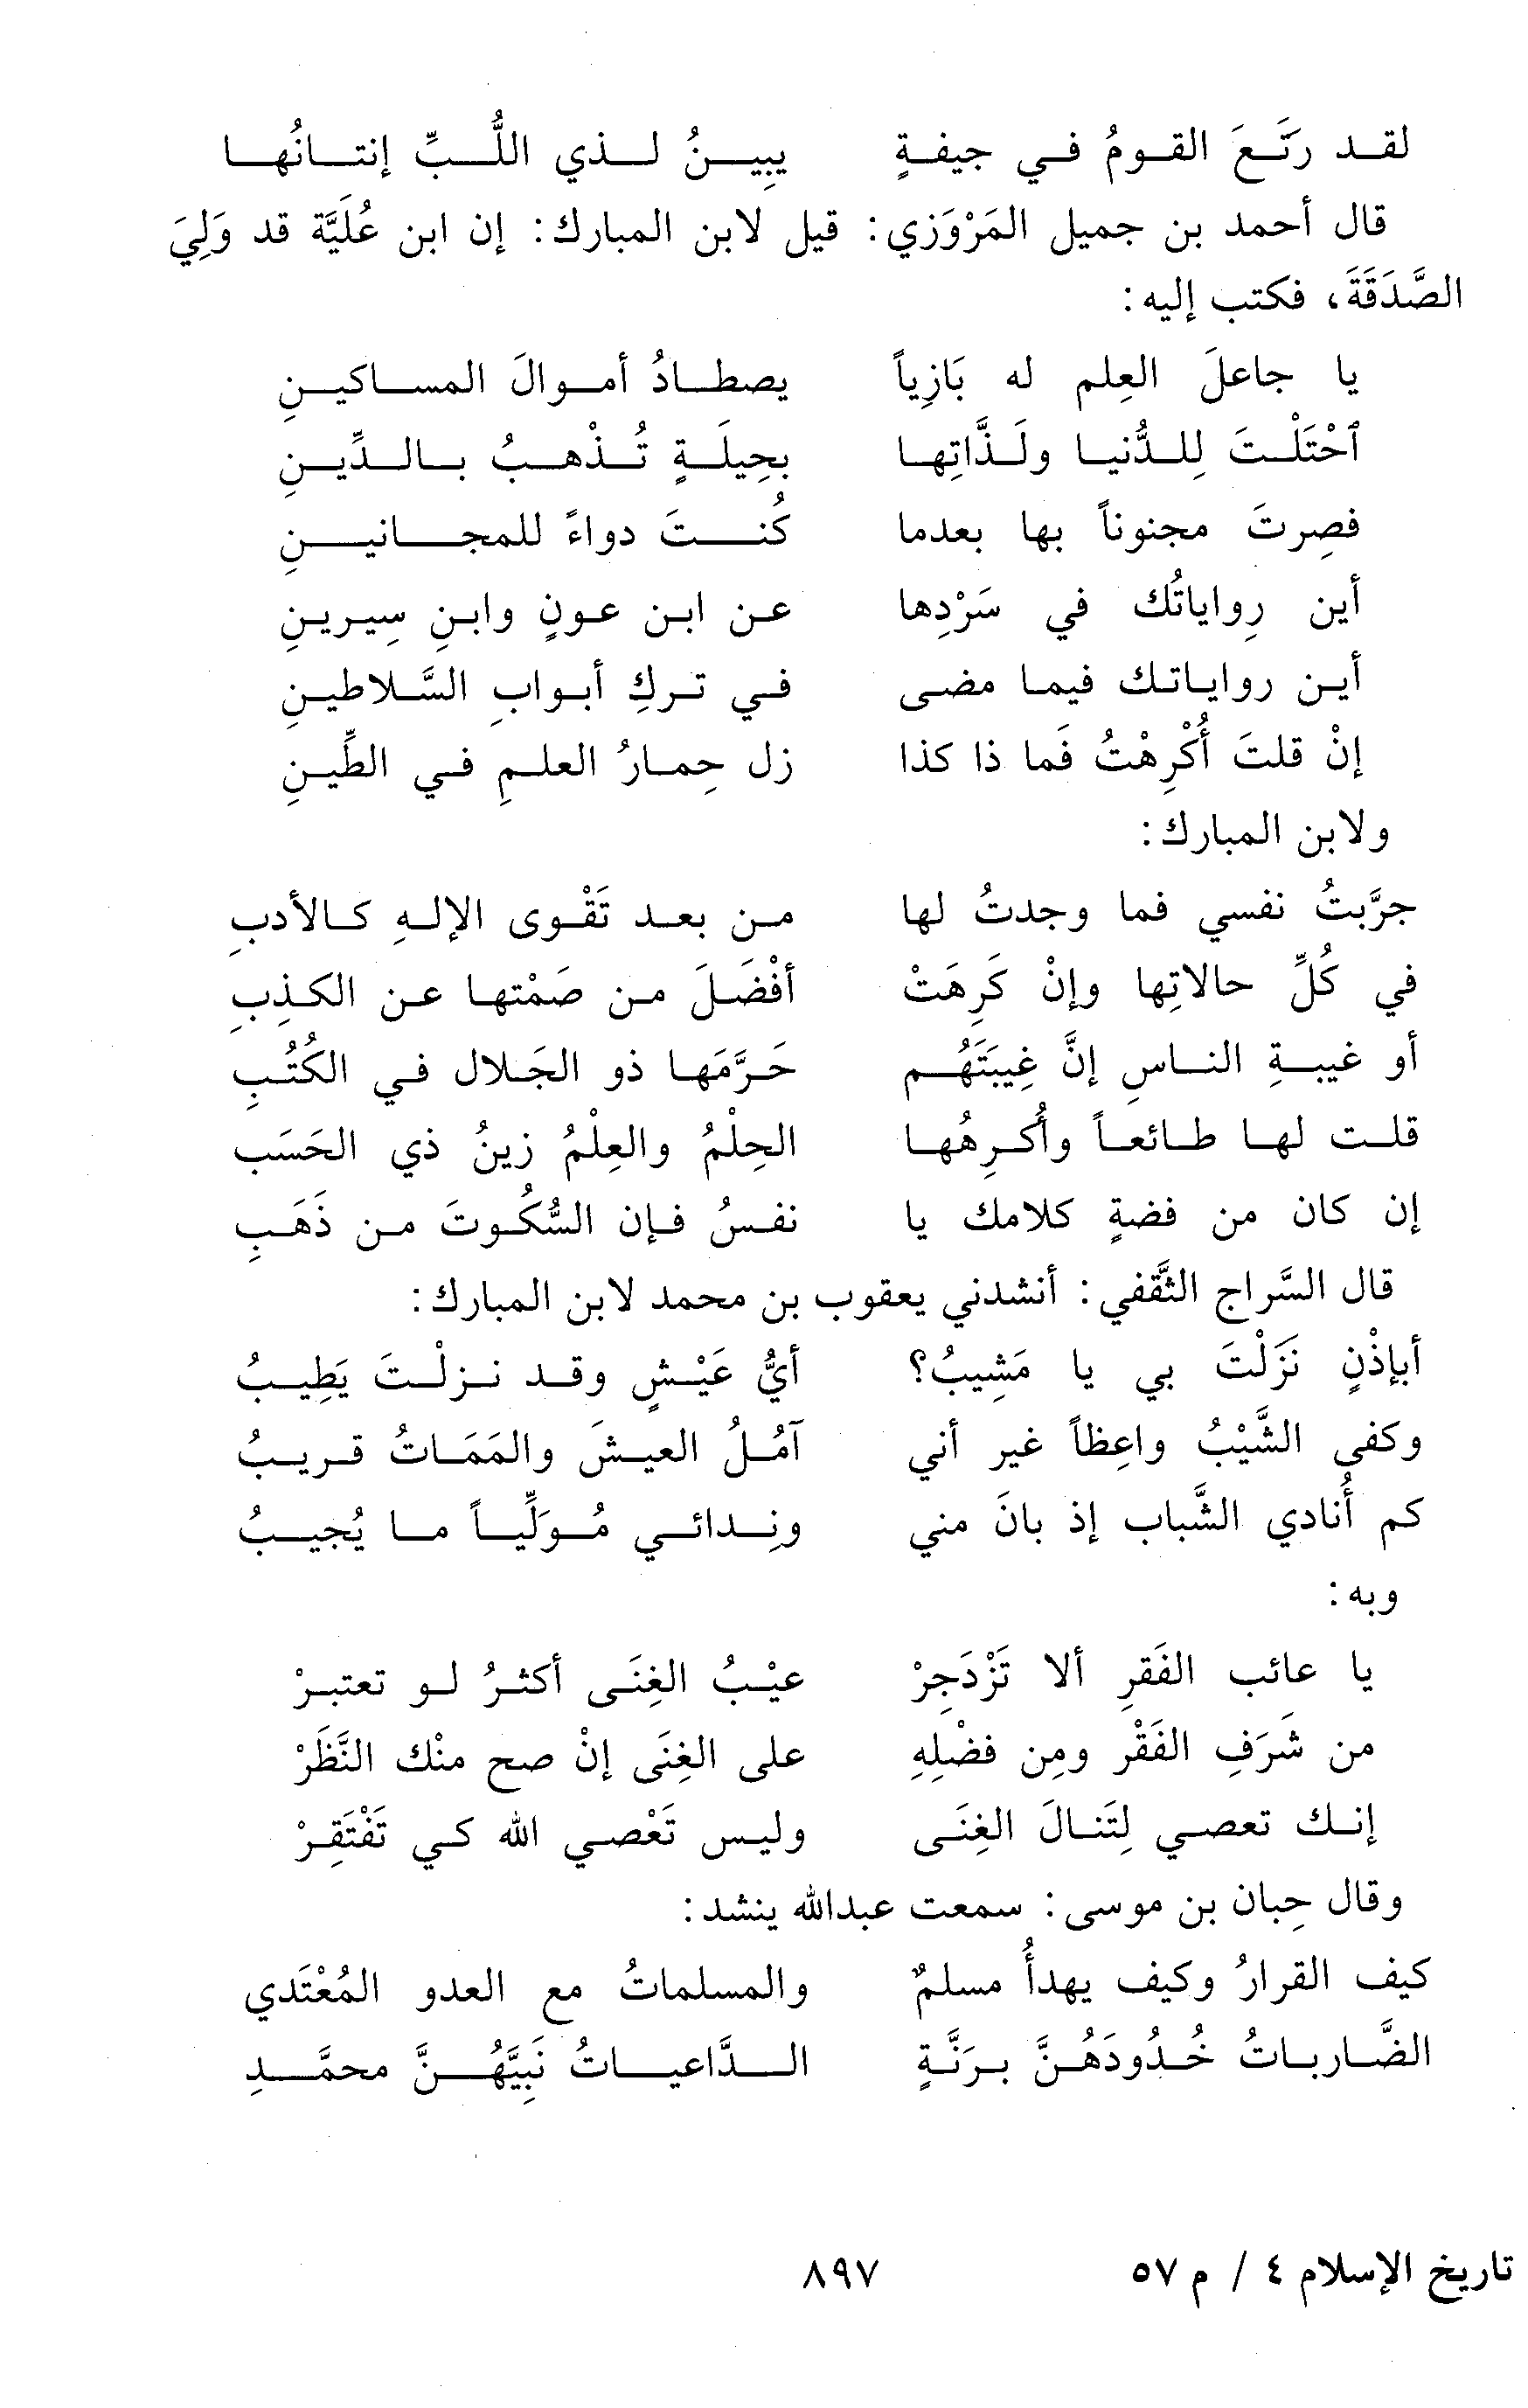 لقد رَتَعَ القومُ في جيفةٍ يبِينُ لذي اللُّبِّ إنتانُها
قال أحمد بن جميل المَرْوَزي: قيل لابن المبارك: إن ابن عُلَيَّة قد وَلِيَ
الصَّدَقَةَ، فكتب إليه:
يا جاعلَ العِلم له بَازِياً يصطادُ أموالَ المساكينِ
ٱحْتَلْتَ لِلدُّنيا ولَذَّاتِها بحِيلَةٍ تُذْهبُ بالدِّينِ
فصِرتَ مجنوناً بها بعدما كُنتَ دواءً للمجانينِ
أين رِواياتُك في سَرْدِها عن ابن عونٍ وابنِ سِيرينِ
أين رواياتك فيما مضى في تركِ أبوابِ السَّلاطينِ
إنْ قلتَ أُكْرِهْتُ فَما ذا كذا زل حِمارُ العلمِ في الطِّينِ
ولابن المبارك:
جرَّبتُ نفسي فما وجدتُ لها من بعد تَقْوى الإلهِ كالأدبِ
في كُلِّ حالاتِها وإنْ كَرِهَتْ أفْضَلَ من صَمْتها عن الكذِبِ
أو غيبةِ الناسِ إنَّ غِيبَتَهُم حَرَّمَها ذو الجَلال في الكُتُبِ
قلت لها طائعاً وأُكرِهُها الحِلْمُ والعِلْمُ زينُ ذي الحَسَب
إن كان من فضةٍ كلامك يا نفسُ فإن السُّكُوتَ من ذَهَبِ
قال السَّراج الثَّقفي: أنشدني يعقوب بن محمد لابن المبارك:
أبإذْنٍ نَزَلْتَ بي يا مَشِيبُ؟ أيُّ عَيْشٍ وقد نزلْتَ يَطِيبُ
وكفى الشَّيْبُ واعِظاً غير أني آمُلُ العيشَ والمَمَاتُ قريبُ
كم أُنادي الشَّباب إذ بانَ مني ونِدائي مُوَلِّياً ما يُجيبُ
وبه:
يا عائب الفَقرِ ألا تَزْدَجِرْ عيْبُ الغِنَى أكثرُ لو تعتبرْ
من شَرَفِ الفَقْر ومِن فضْلِهِ على الغِنَى إنْ صح منْك النَّظَرْ
إنك تعصي لِتَنالَ الغِنَى وليس تَعْصي الله كي تَفْتَقِرْ
وقال حِبان بن موسى: سمعت عبدالله ينشد:
كيف القرارُ وكيف يهدأُ مسلمٌ والمسلماتُ مع العدو المُعْتَدي
الضَّارباتُ خُدُودَهُنَّ برَنَّةٍ الدَّاعياتُ نَبِيَّهُنَّ محمَّدِ
تاريخ الإسلام ٤ / م ٥٧ ٨٩٧